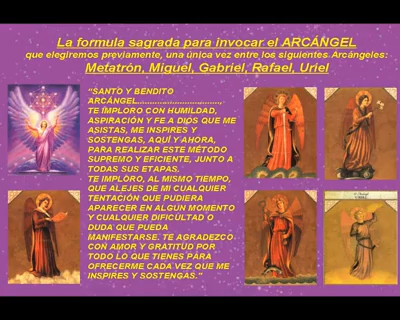 La formula sagrada para invocar el ARCÁNGEL
que elegiremos previamente, una única vez entre los siguientes Arcángeles:
Metatrón, Miguel, Gabriel, Rafael, Uriel
"SANTO Y BENDITO
ARCÁNGEL..............................,
TE IMPLORO CON HUMILDAD,
ASPIRACIÓN Y FE A DIOS QUE ME
ASISTAS, ME INSPIRES Y
SOSTENGAS, AQUÍ Y AHORA,
PARA REALIZAR ESTE MÉTODO
SUPREMO Y EFICIENTE, JUNTO A
TODAS SUS ETAPAS.
TE IMPLORO, AL MISMO TIEMPO,
QUE ALEJES DE MI CUALQUIER
TENTACIÓN QUE PUDIERA
APARECER EN ALGUN MOMENTO
Y CUALQUIER DIFICULTAD O
DUDA QUE PUEDA
MANIFESTARSE. TE AGRADEZCO
CON AMOR Y GRATITUD POR
TODO LO QUE TIENES PARA
OFRECERME CADA VEZ QUE ME
INSPIRES Y SOSTENGAS."